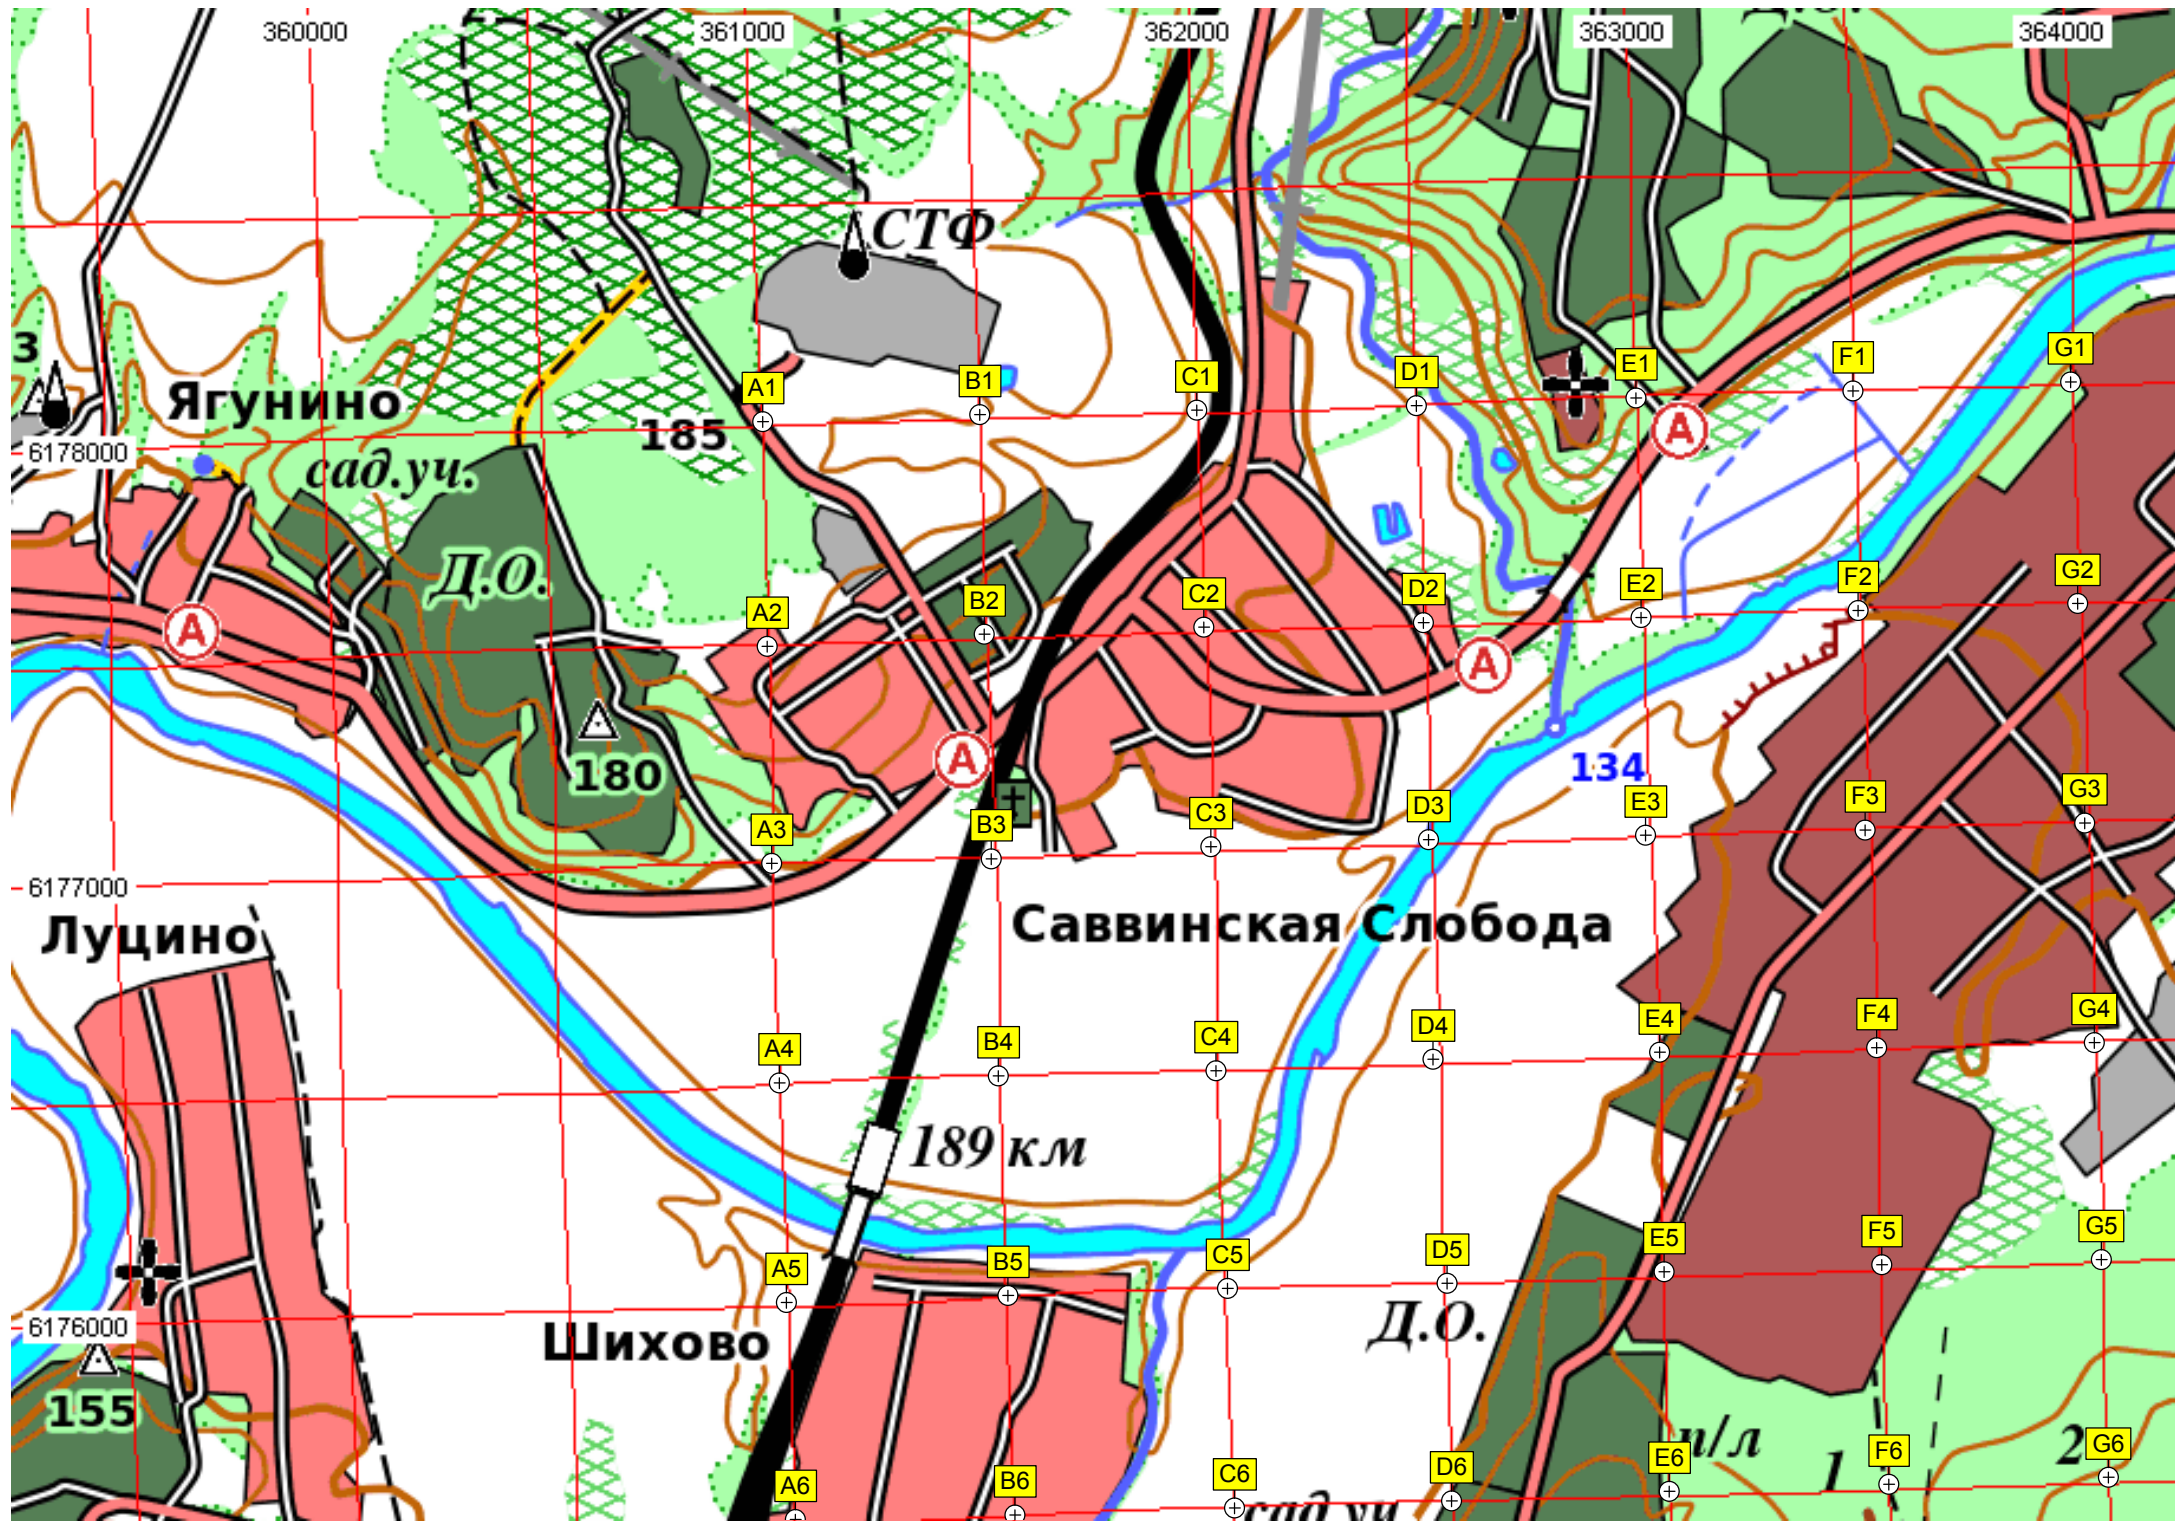 360000 361000 362000 363000 364000
СТФ
3
Ягунино
185
6178000
сад.уч.
A1 B1 C1 D1 E1 F1 G1
А
Д.О.
A2 B2 C2 D2 E2 F2 G2
А
А
180
А
134
A3 B3 C3 D3 E3 F3 G3
6177000
Луцино
Саввинская Слобода
A4 B4 C4 D4 E4 F4 G4
189 км
A5 B5 C5 D5 E5 F5 G5
6176000
Шихово
Д.О.
155
п/л
1
2
A6 B6 C6 D6 E6 F6 G6
сад уч